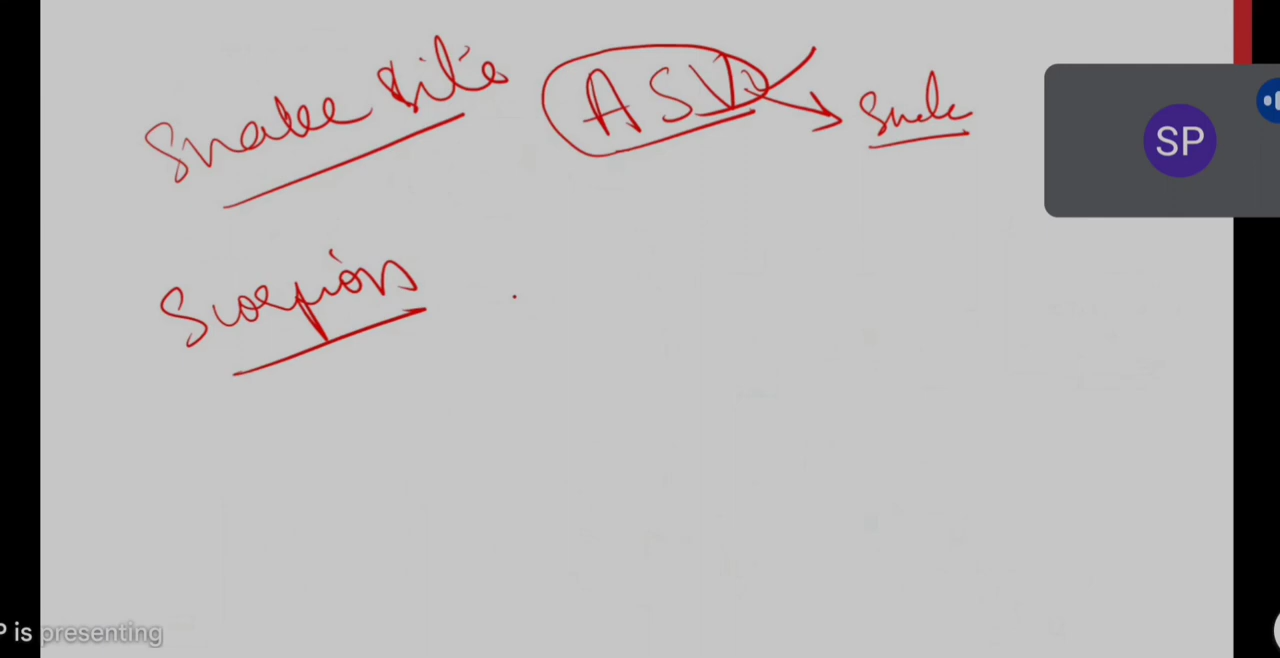 Snake bite ASV Snake
SP
Scorpion
P is presenting